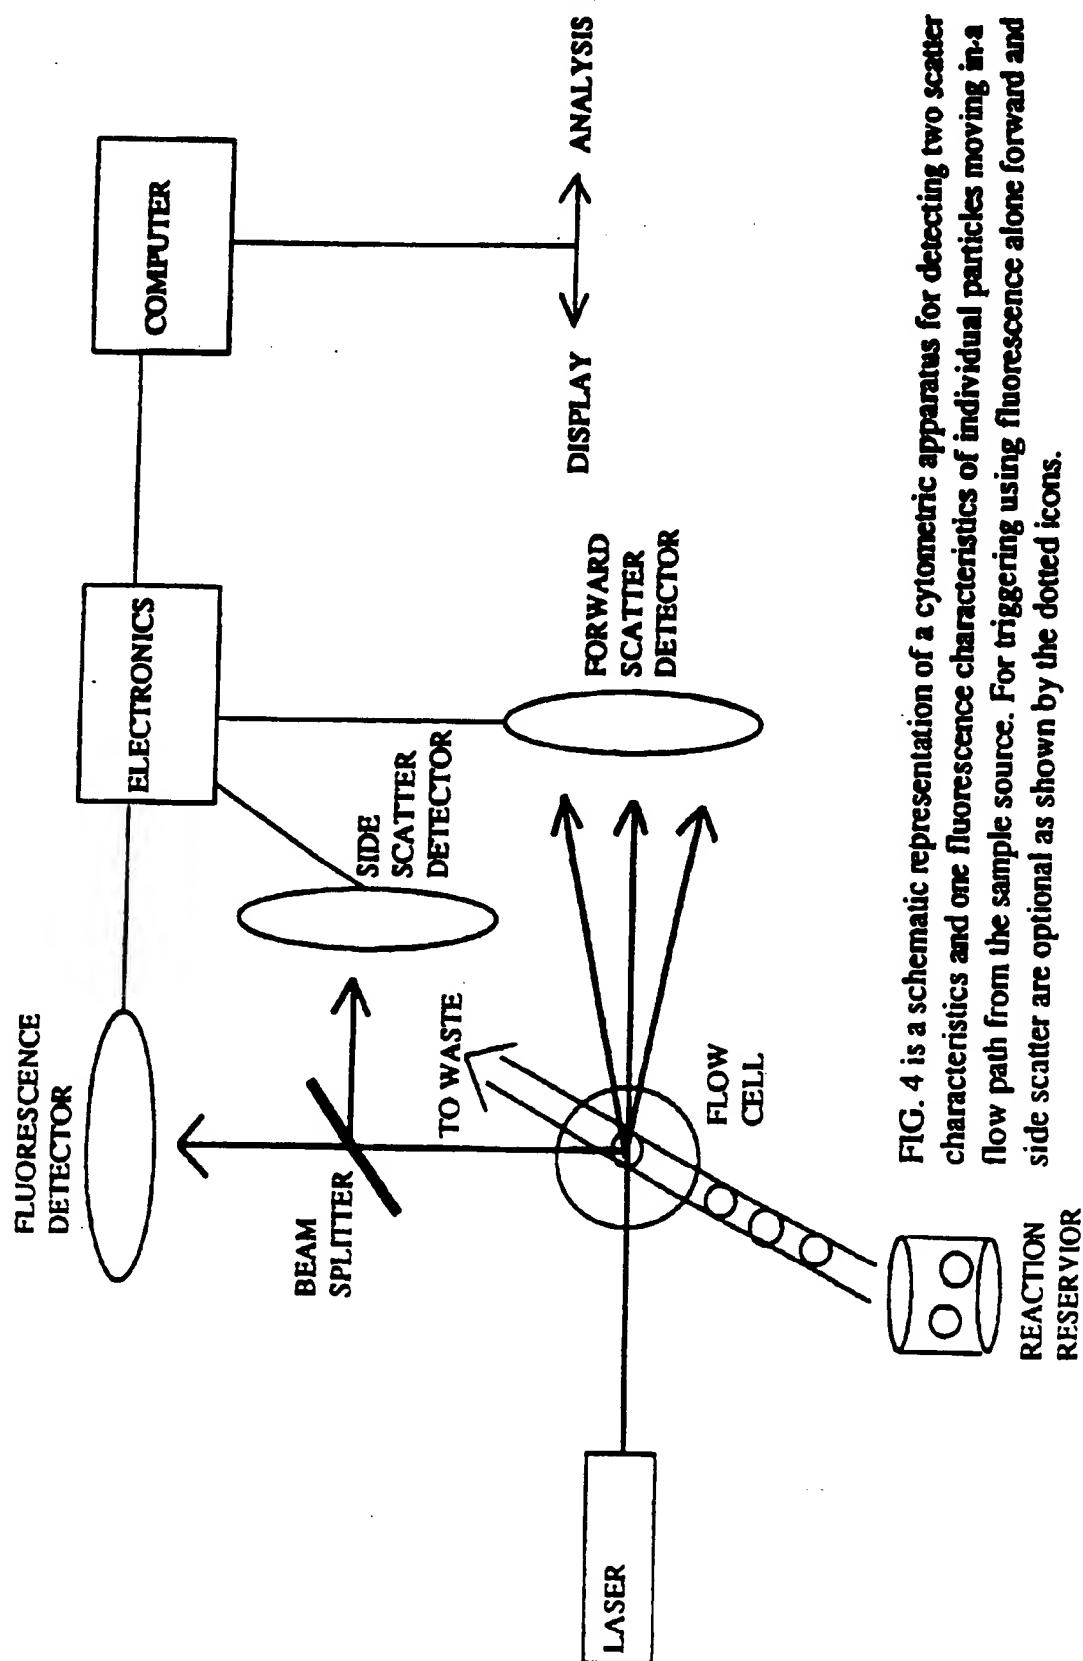 FLUORESCENCE
DETECTOR
ELECTRONICS
COMPUTER
BEAM
SPLITTER
SIDE
SCATTER
DETECTOR
TO WASTE
FORWARD
SCATTER
DETECTOR
DISPLAY
ANALYSIS
LASER
FLOW
CELL
REACTION
RESERVIOR
FIG. 4 is a schematic representation of a cytometric apparatus for detecting two scatter
characteristics and one fluorescence characteristics of individual particles moving in a
flow path from the sample source. For triggering using fluorescence alone forward and
side scatter are optional as shown by the dotted icons.